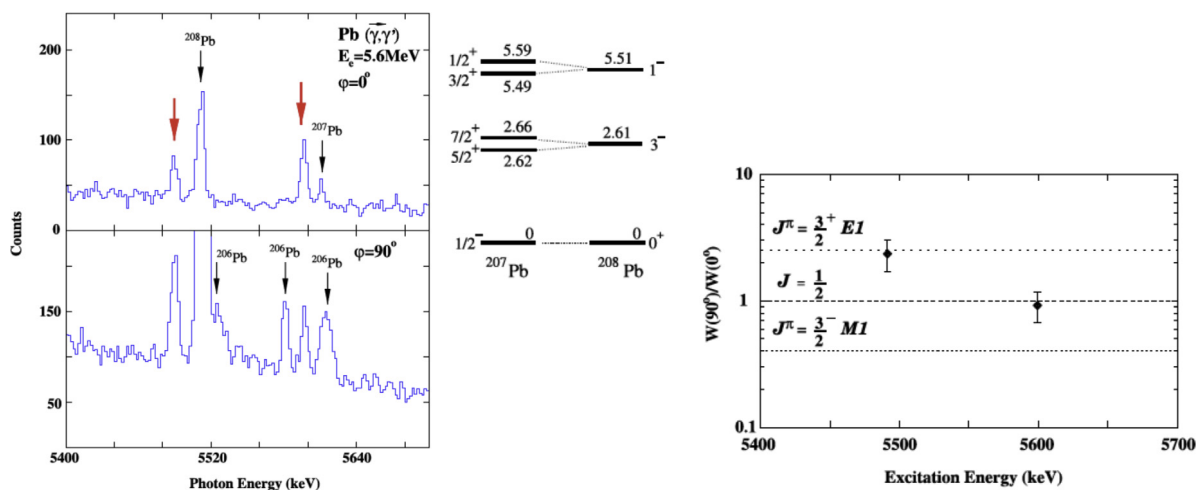 200
100
0
Counts
²⁰⁸Pb
Pb (γ,γ')
E_e=5.6MeV
φ=0°
²⁰⁷Pb
150
50
²⁰⁶Pb
²⁰⁶Pb
²⁰⁶Pb
φ=90°
5400
5520
5640
Photon Energy (keV)
1/2⁺
5.59
3/2⁺
5.49
5.51
1⁻
7/2⁺
2.66
5/2⁺
2.62
2.61
3⁻
1/2⁻
0
0
0⁺
²⁰⁷Pb
²⁰⁸Pb
10
1
0.1
W(90°)/W(0°)
Jπ = 3/2⁺ E1
J = 1/2
Jπ = 3/2⁻ M1
5400
5500
5600
5700
Excitation Energy (keV)